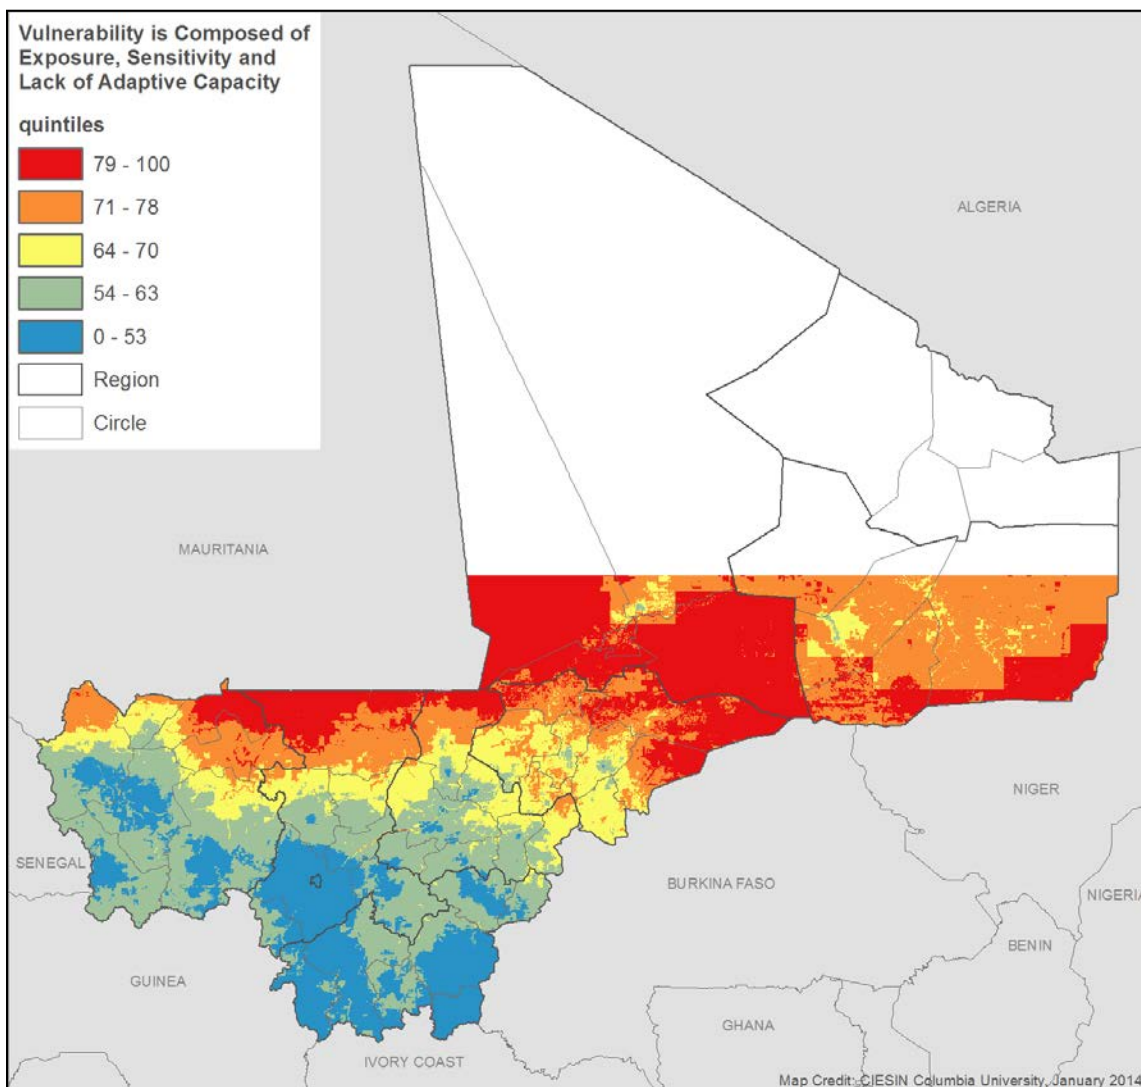 Vulnerability is Composed of
Exposure, Sensitivity and
Lack of Adaptive Capacity
quintiles
79 - 100
71 - 78
64 - 70
54 - 63
0 - 53
Region
Circle
ALGERIA
MAURITANIA
NIGER
SENEGAL
BURKINA FASO
NIGERIA
BENIN
GUINEA
GHANA
IVORY COAST
Map Credit: CIESIN Columbia University, January 2014